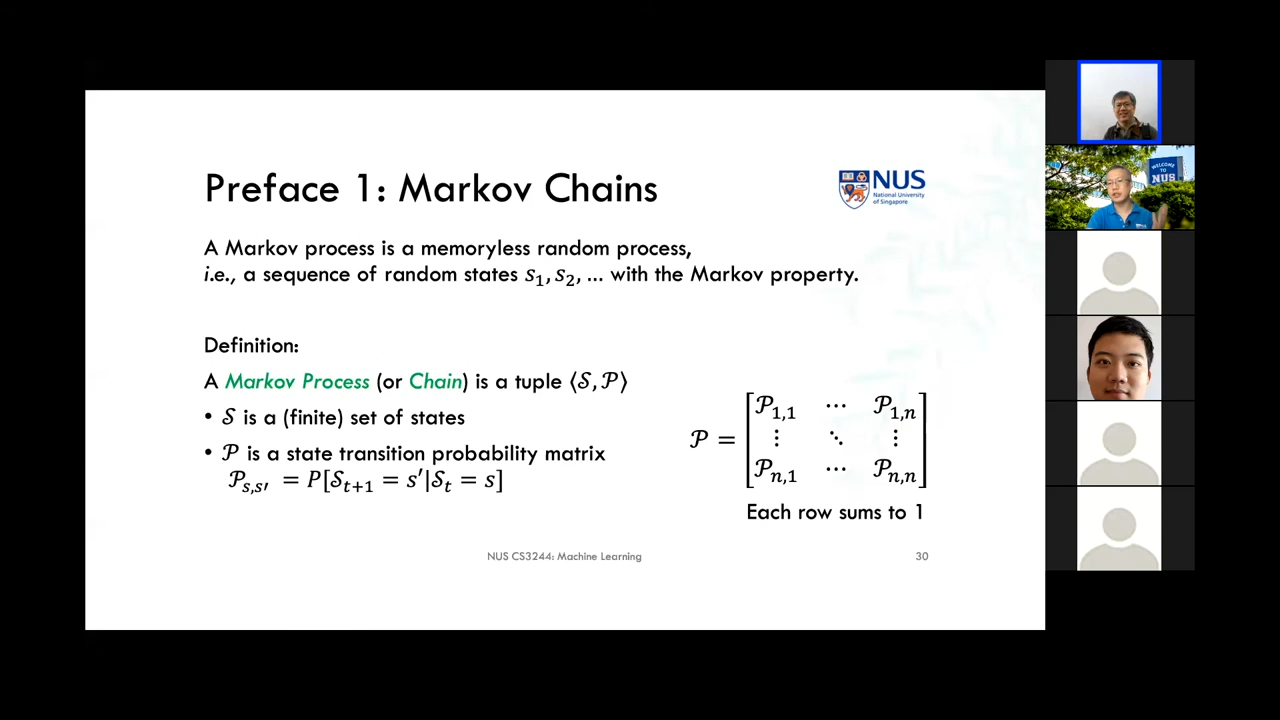 Preface 1: Markov Chains
NUS
National University
of Singapore
A Markov process is a memoryless random process,
i.e., a sequence of random states s₁, s₂, ... with the Markov property.
Definition:
A Markov Process (or Chain) is a tuple ⟨𝒮, 𝒫⟩
• 𝒮 is a (finite) set of states
• 𝒫 is a state transition probability matrix
𝒫ₛ,ₛ′ = P[𝒮ₜ₊₁ = s′|𝒮ₜ = s]
𝒫 = [𝒫₁,₁ ⋯ 𝒫₁,ₙ
⋮ ⋱ ⋮
𝒫ₙ,₁ ⋯ 𝒫ₙ,ₙ]
Each row sums to 1
NUS CS3244: Machine Learning
30
WELCOME
TO
NUS